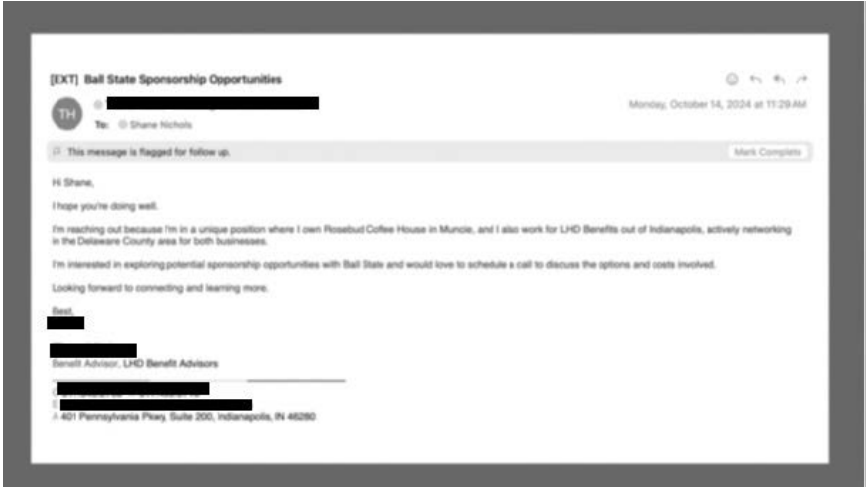 [EXT] Ball State Sponsorship Opportunities
TH
To: Shane Nichols
Monday, October 14, 2024 at 11:29 AM
This message is flagged for follow up.
Mark Complete
Hi Shane,
I hope you're doing well.
I'm reaching out because I'm in a unique position where I own Rosebud Coffee House in Muncie, and I also work for LHD Benefits out of Indianapolis, actively networking
in the Delaware County area for both businesses.
I'm interested in exploring potential sponsorship opportunities with Ball State and would love to schedule a call to discuss the options and costs involved.
Looking forward to connecting and learning more.
Best,
Benefit Advisor, LHD Benefit Advisors
A 401 Pennsylvania Pkwy, Suite 200, Indianapolis, IN 46280